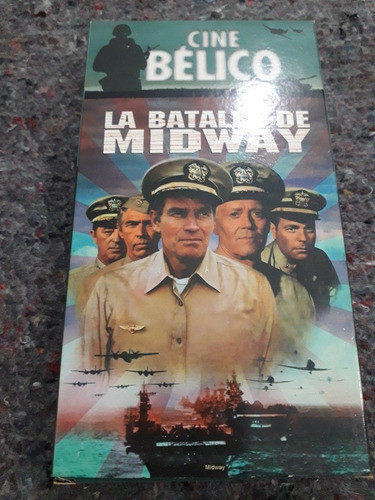 CINE
BÉLICO
LA BATALLA DE
MIDWAY
Midway